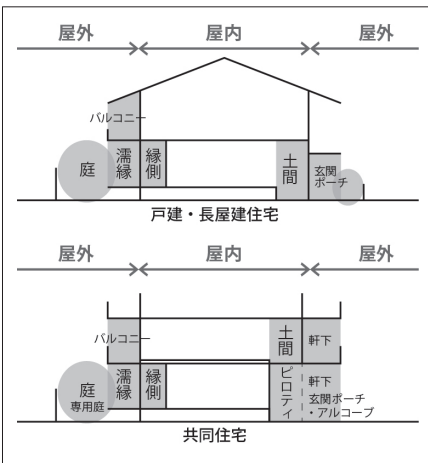 屋外 屋内 屋外
バルコニー
庭 濡縁 縁側 土間 玄関ポーチ
戸建・長屋建住宅
屋外 屋内 屋外
バルコニー 土間 軒下
庭 専用庭 濡縁 縁側 ピロティ 軒下 玄関ポーチ・アルコーブ
共同住宅